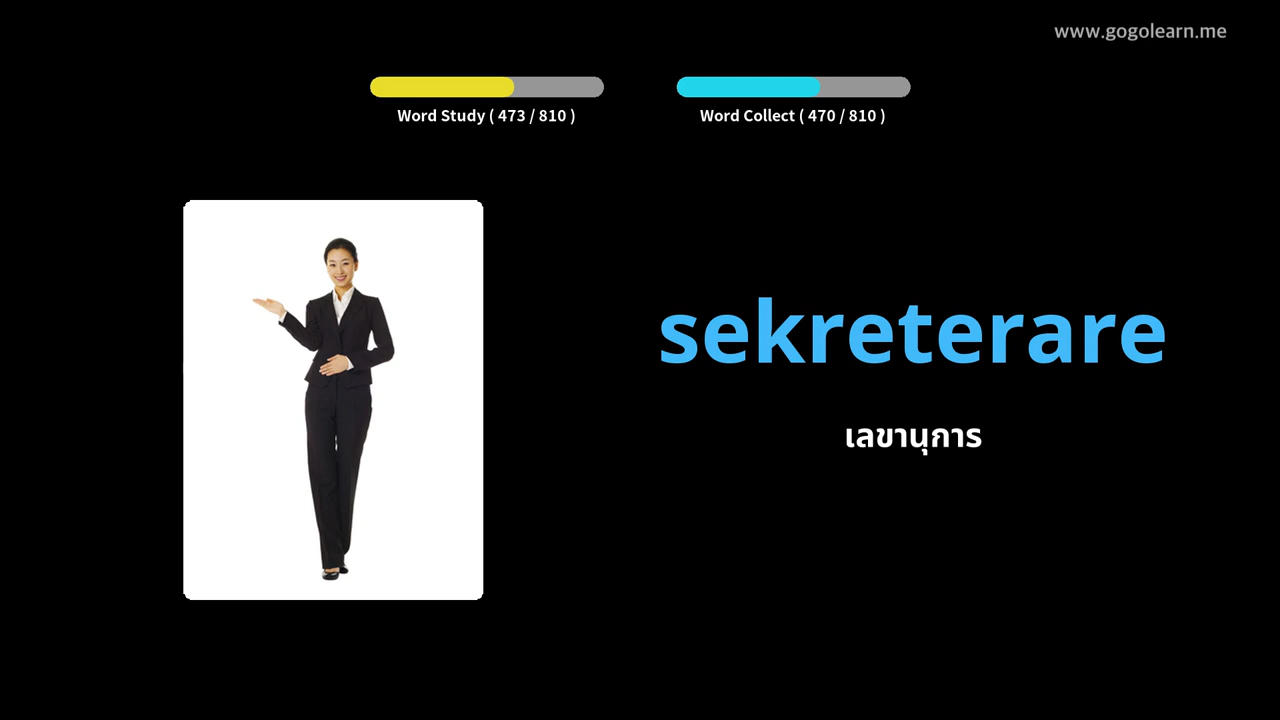 www.gogolearn.me
Word Study ( 473 / 810 )
Word Collect ( 470 / 810 )
sekreterare
เลขานุการ